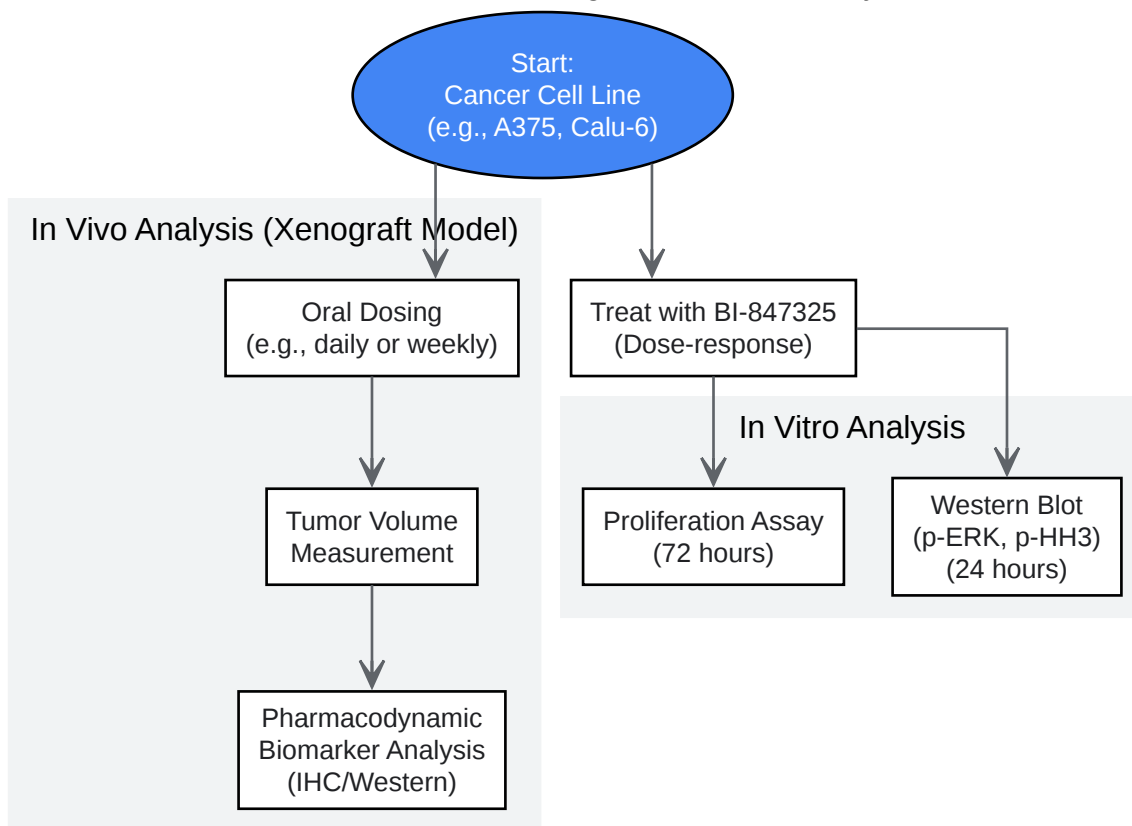 Start:
Cancer Cell Line
(e.g., A375, Calu-6)
In Vivo Analysis (Xenograft Model)
Oral Dosing
(e.g., daily or weekly)
Tumor Volume
Measurement
Pharmacodynamic
Biomarker Analysis
(IHC/Western)
Treat with BI-847325
(Dose-response)
In Vitro Analysis
Proliferation Assay
(72 hours)
Western Blot
(p-ERK, p-HH3)
(24 hours)